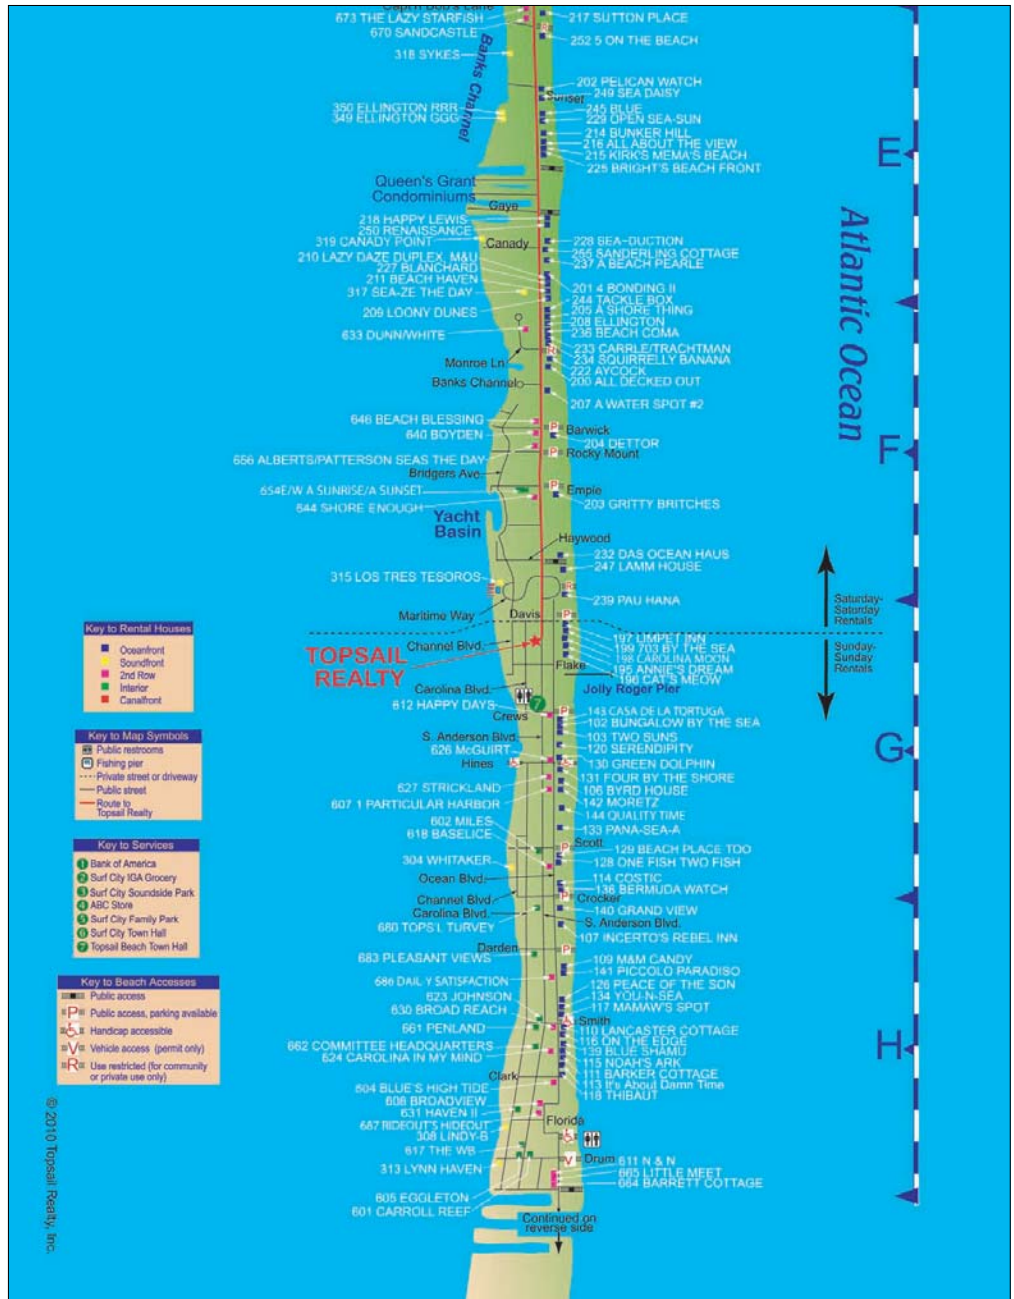 Capt'n Bob's Lane
673 THE LAZY STARFISH
670 SANDCASTLE
217 SUTTON PLACE
R
252 5 ON THE BEACH
Banks Channel
318 SYKES
202 PELICAN WATCH
249 SEA DAISY
Sunset
350 ELLINGTON RRR
349 ELLINGTON GGG
245 BLUE
229 OPEN SEA-SUN
214 BUNKER HILL
216 ALL ABOUT THE VIEW
215 KIRK'S MEMA'S BEACH
225 BRIGHT'S BEACH FRONT
E
Queen's Grant
Condominiums
Gaye
218 HAPPY LEWIS
250 RENAISSANCE
319 CANADY POINT
Canady
228 SEA-DUCTION
255 SANDERLING COTTAGE
237 A BEACH PEARLE
210 LAZY DAZE DUPLEX, M&U
227 BLANCHARD
211 BEACH HAVEN
317 SEA-ZE THE DAY
209 LOONY DUNES
201 4 BONDING II
244 TACKLE BOX
205 A SHORE THING
208 ELLINGTON
236 BEACH COMA
633 DUNN/WHITE
233 CARRLE/TRACHTMAN
234 SQUIRRELLY BANANA
222 AYCOCK
200 ALL DECKED OUT
R
Monroe Ln
Banks Channel
207 A WATER SPOT #2
Atlantic Ocean
646 BEACH BLESSING
640 BOYDEN
P
Barwick
204 DETTOR
656 ALBERTS/PATTERSON SEAS THE DAY
P
Rocky Mount
F
Bridgers Ave
654E/W A SUNRISE/A SUNSET
644 SHORE ENOUGH
P
Empie
203 GRITTY BRITCHES
Yacht
Basin
Haywood
232 DAS OCEAN HAUS
247 LAMM HOUSE
315 LOS TRES TESOROS
R
239 PAU HANA
Maritime Way
Davis
P
Saturday-
Saturday
Rentals
197 LIMPET INN
199 703 BY THE SEA
198 CAROLINA MOON
195 ANNIE'S DREAM
196 CAT'S MEOW
Channel Blvd.
TOPSAIL
REALTY
Flake
Sunday-
Sunday
Rentals
Jolly Roger Pier
Carolina Blvd.
612 HAPPY DAYS
7
Crews
P
143 CASA DE LA TORTUGA
102 BUNGALOW BY THE SEA
103 TWO SUNS
S. Anderson Blvd.
120 SERENDIPITY
626 McGUIRT
Hines
130 GREEN DOLPHIN
131 FOUR BY THE SHORE
106 BYRD HOUSE
G
627 STRICKLAND
607 1 PARTICULAR HARBOR
142 MORETZ
144 QUALITY TIME
602 MILES
618 BASELICE
133 PANA-SEA-A
P
Scott
129 BEACH PLACE TOO
128 ONE FISH TWO FISH
304 WHITAKER
Ocean Blvd.
114 COSTIC
136 BERMUDA WATCH
Channel Blvd
P
Crocker
Carolina Blvd.
140 GRAND VIEW
S. Anderson Blvd.
680 TOPS'L TURVEY
107 INCERTO'S REBEL INN
Darden
P
683 PLEASANT VIEWS
109 M&M CANDY
141 PICCOLO PARADISO
126 PEACE OF THE SON
134 YOU-N-SEA
117 MAMAW'S SPOT
686 DAILY SATISFACTION
623 JOHNSON
630 BROAD REACH
661 PENLAND
Smith
110 LANCASTER COTTAGE
116 ON THE EDGE
139 BLUE SHAMU
115 NOAH'S ARK
111 BARKER COTTAGE
113 It's About Damn Time
118 THIBAUT
H
662 COMMITTEE HEADQUARTERS
624 CAROLINA IN MY MIND
Clark
604 BLUE'S HIGH TIDE
608 BROADVIEW
631 HAVEN II
687 RIDEOUT'S HIDEOUT
308 LINDY-B
Florida
617 THE WB
313 LYNN HAVEN
V
Drum
611 N & N
665 LITTLE MEET
664 BARRETT COTTAGE
605 EGGLETON
601 CARROLL REEF
Continued on
reverse side
Key to Rental Houses
Oceanfront
Soundfront
2nd Row
Interior
Canalfront
Key to Map Symbols
Public restrooms
Fishing pier
Private street or driveway
Public street
Route to
Topsail Realty
Key to Services
1 Bank of America
2 Surf City IGA Grocery
3 Surf City Soundside Park
4 ABC Store
5 Surf City Family Park
6 Surf City Town Hall
7 Topsail Beach Town Hall
Key to Beach Accesses
Public access
P Public access, parking available
Handicap accessible
V Vehicle access (permit only)
R Use restricted (for community
or private use only)
© 2010 Topsail Realty, Inc.